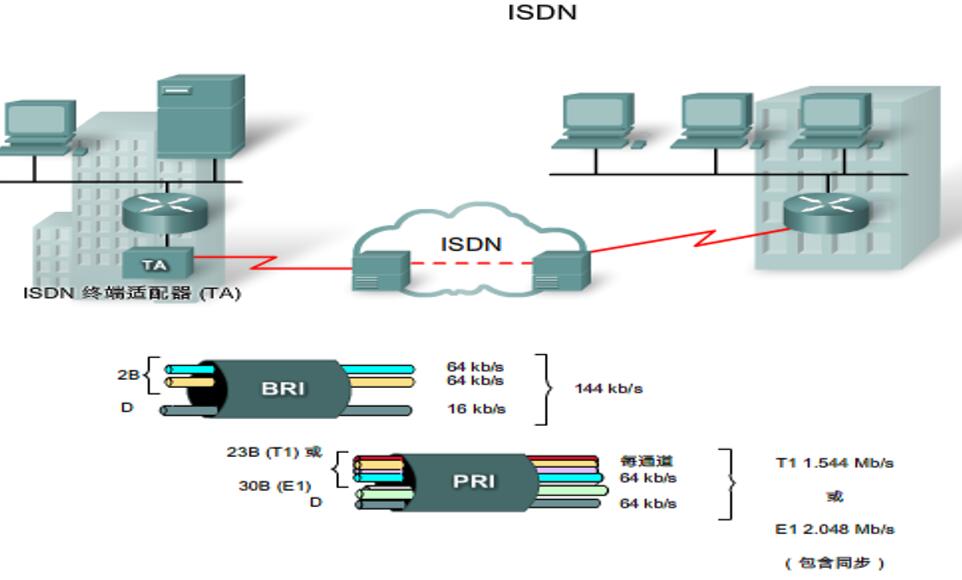 ISDN
ISDN
TA
ISDN 终端适配器 (TA)
2B
D
BRI
64 kb/s
64 kb/s
16 kb/s
144 kb/s
23B (T1) 或
30B (E1)
D
PRI
每通道
64 kb/s
64 kb/s
T1 1.544 Mb/s
或
E1 2.048 Mb/s
(包含同步)